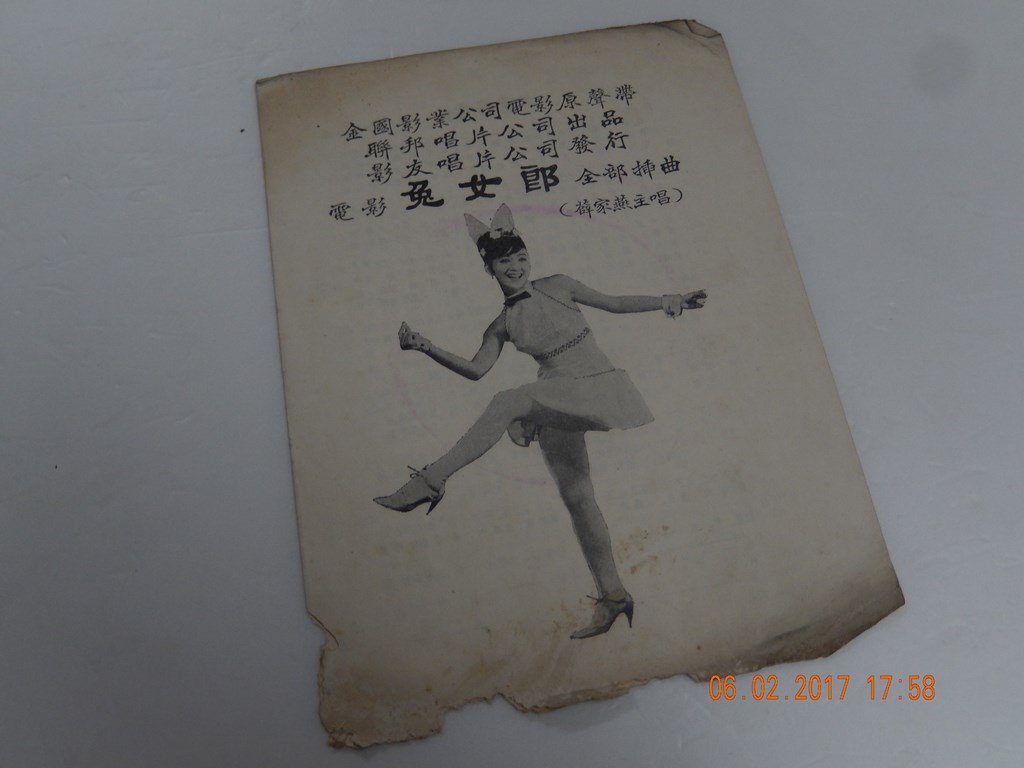 金國影業公司電影原聲帶
聯邦唱片公司出品
影友唱片公司發行
電影 兔女郎 全部揷曲
（薛家燕主唱）
06.02.2017 17:58